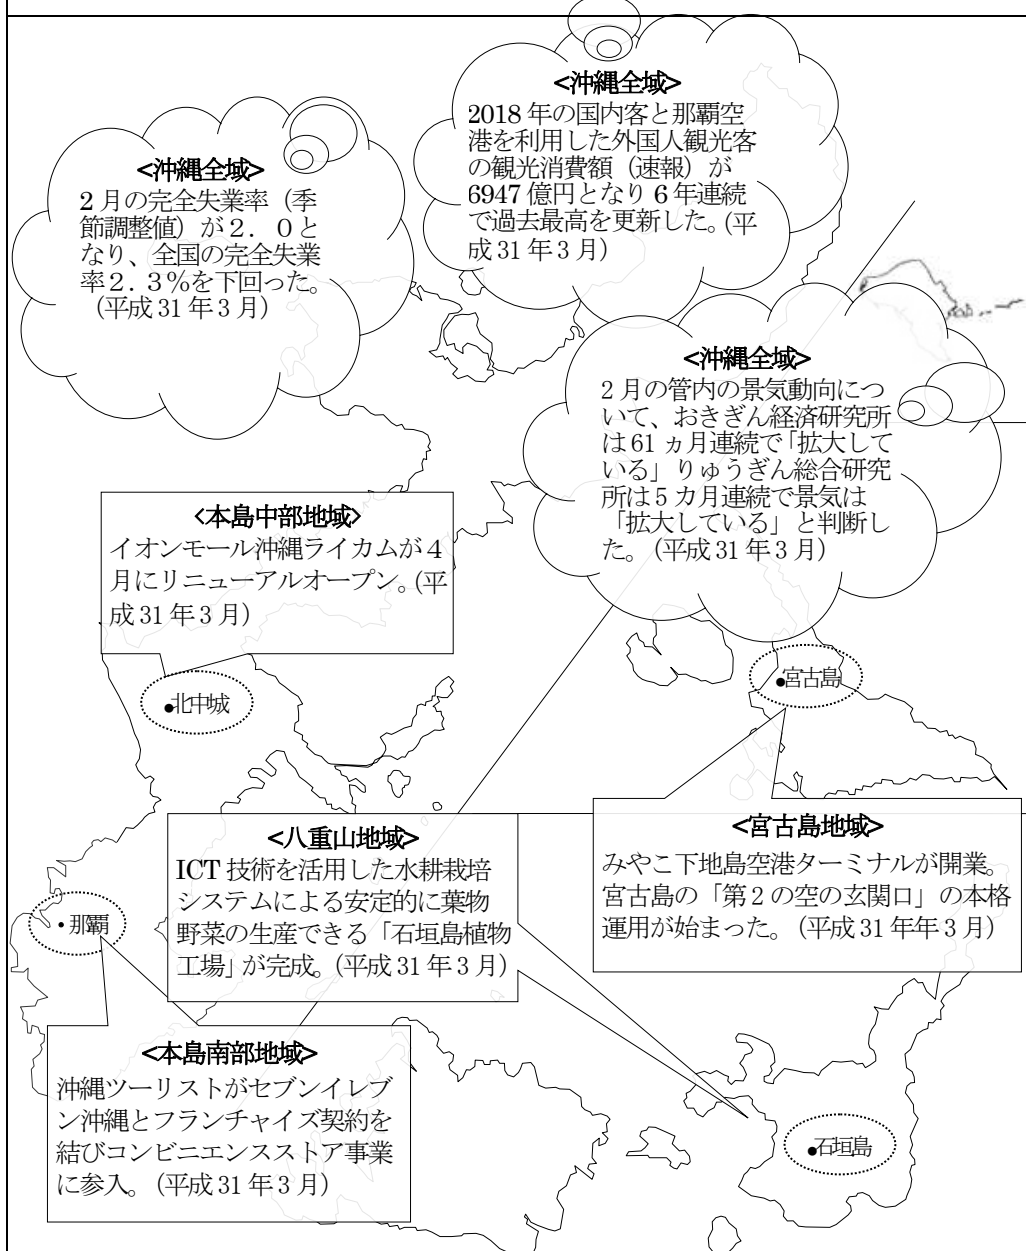 <沖縄全域>
2018 年の国内客と那覇空
港を利用した外国人観光客
の観光消費額（速報）が
6947 億円となり 6 年連続
で過去最高を更新した。(平
成 31 年 3 月）
<沖縄全域>
2 月の完全失業率（季
節調整値）が２．０と
なり、全国の完全失業
率２．３％を下回った。
（平成 31 年 3 月）
<沖縄全域>
2 月の管内の景気動向につ
いて、おきぎん経済研究所
は 61 ヵ月連続で「拡大して
いる」りゅうぎん総合研究
所は 5 カ月連続で景気は
「拡大している」と判断し
た。（平成 31 年 3 月）
<本島中部地域>
イオンモール沖縄ライカムが４
月にリニューアルオープン。(平
成 31 年 3 月）
●北中城
●宮古島
<宮古島地域>
みやこ下地島空港ターミナルが開業。
宮古島の「第２の空の玄関口」の本格
運用が始まった。（平成 31 年年 3 月）
<八重山地域>
ICT 技術を活用した水耕栽培
システムによる安定的に葉物
野菜の生産できる「石垣島植物
工場」が完成。（平成 31 年 3 月）
・那覇
<本島南部地域>
沖縄ツーリストがセブンイレブ
ン沖縄とフランチャイズ契約を
結びコンビニエンスストア事業
に参入。（平成 31 年 3 月）
●石垣島